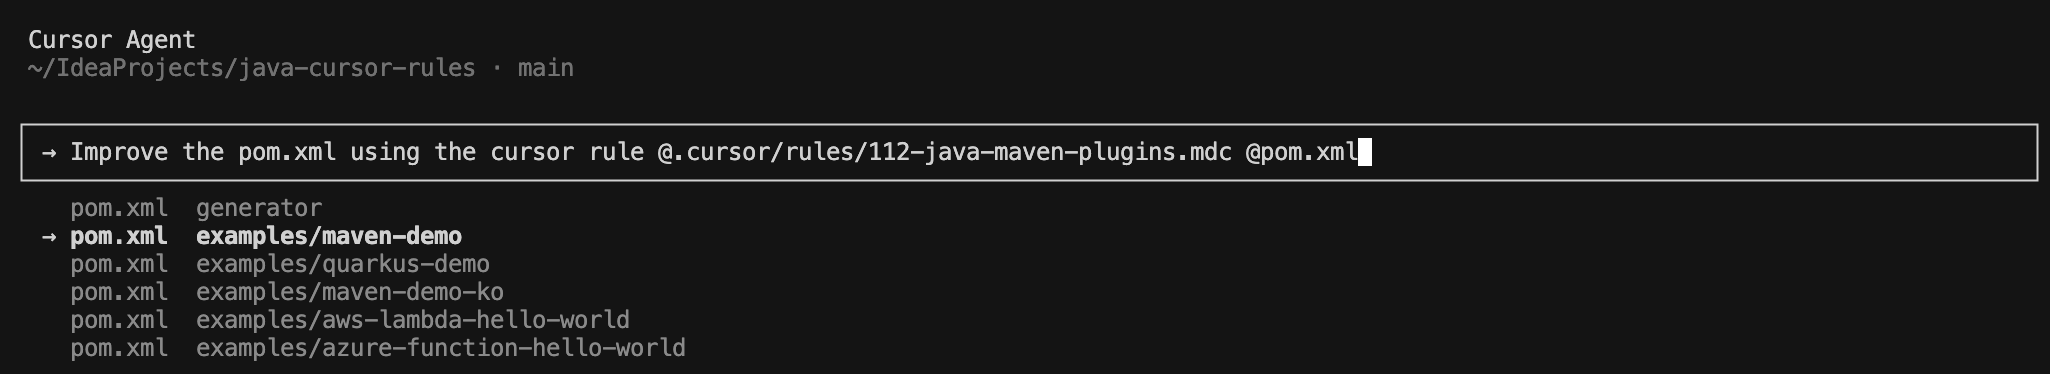 Cursor Agent
~/IdeaProjects/java-cursor-rules · main
→ Improve the pom.xml using the cursor rule @.cursor/rules/112-java-maven-plugins.mdc @pom.xml
pom.xml  generator
→ pom.xml  examples/maven-demo
pom.xml  examples/quarkus-demo
pom.xml  examples/maven-demo-ko
pom.xml  examples/aws-lambda-hello-world
pom.xml  examples/azure-function-hello-world